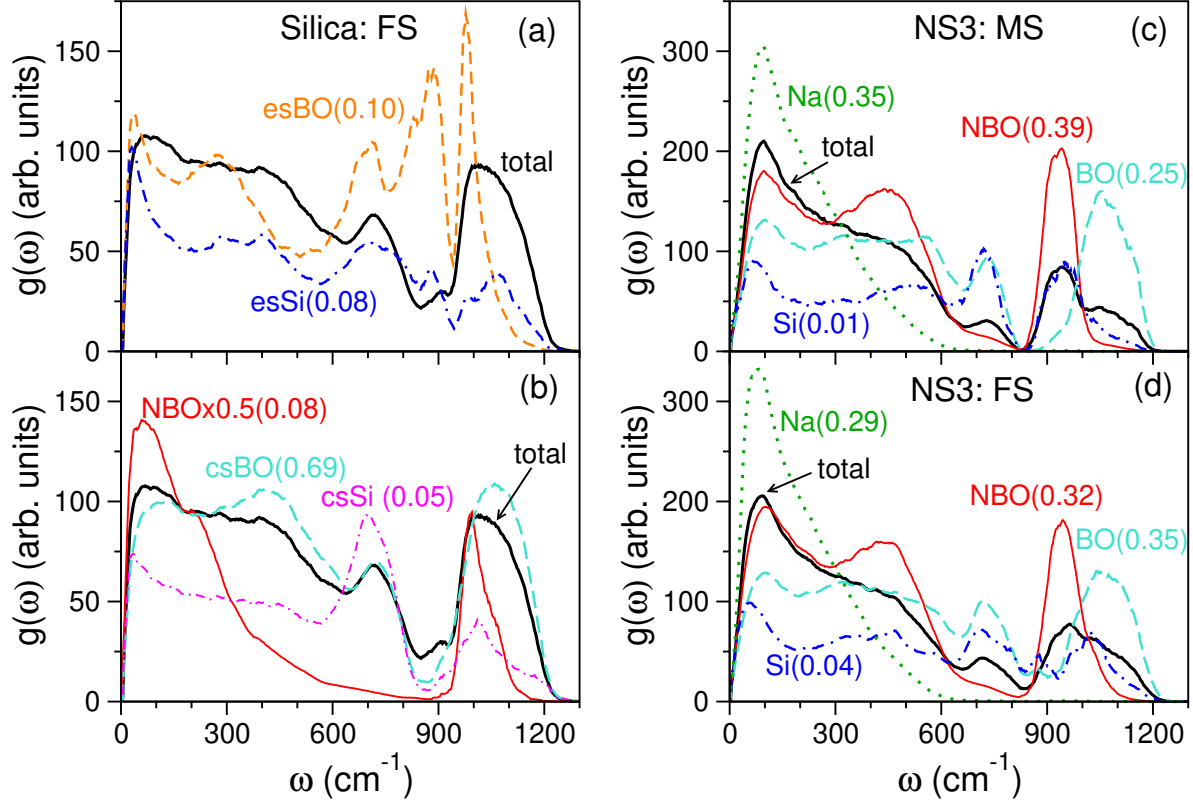 Silica: FS
(a)
150
100
50
0
g(ω) (arb. units)
esBO(0.10)
total
esSi(0.08)
NS3: MS
(c)
300
200
100
0
g(ω) (arb. units)
Na(0.35)
total
NBO(0.39)
BO(0.25)
Si(0.01)
(b)
150
100
50
0
g(ω) (arb. units)
NBOx0.5(0.08)
csBO(0.69)
csSi (0.05)
total
0 300 600 900 1200
ω (cm⁻¹)
NS3: FS
(d)
300
200
100
0
g(ω) (arb. units)
Na(0.29)
total
NBO(0.32)
BO(0.35)
Si(0.04)
0 300 600 900 1200
ω (cm⁻¹)